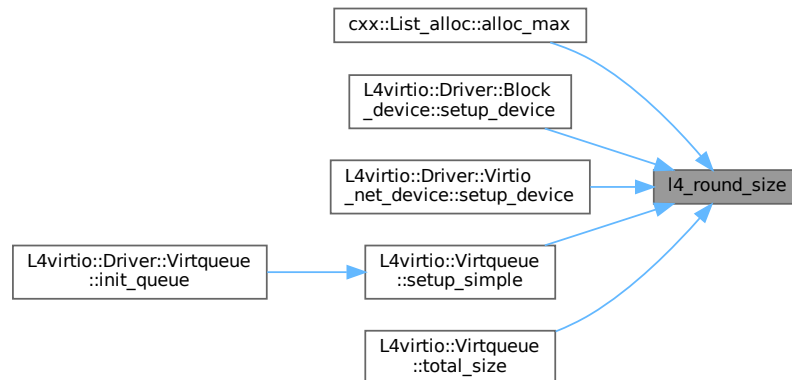 cxx::List_alloc::alloc_max
L4virtio::Driver::Block
_device::setup_device
L4virtio::Driver::Virtio
_net_device::setup_device
l4_round_size
L4virtio::Driver::Virtqueue
::init_queue
L4virtio::Virtqueue
::setup_simple
L4virtio::Virtqueue
::total_size